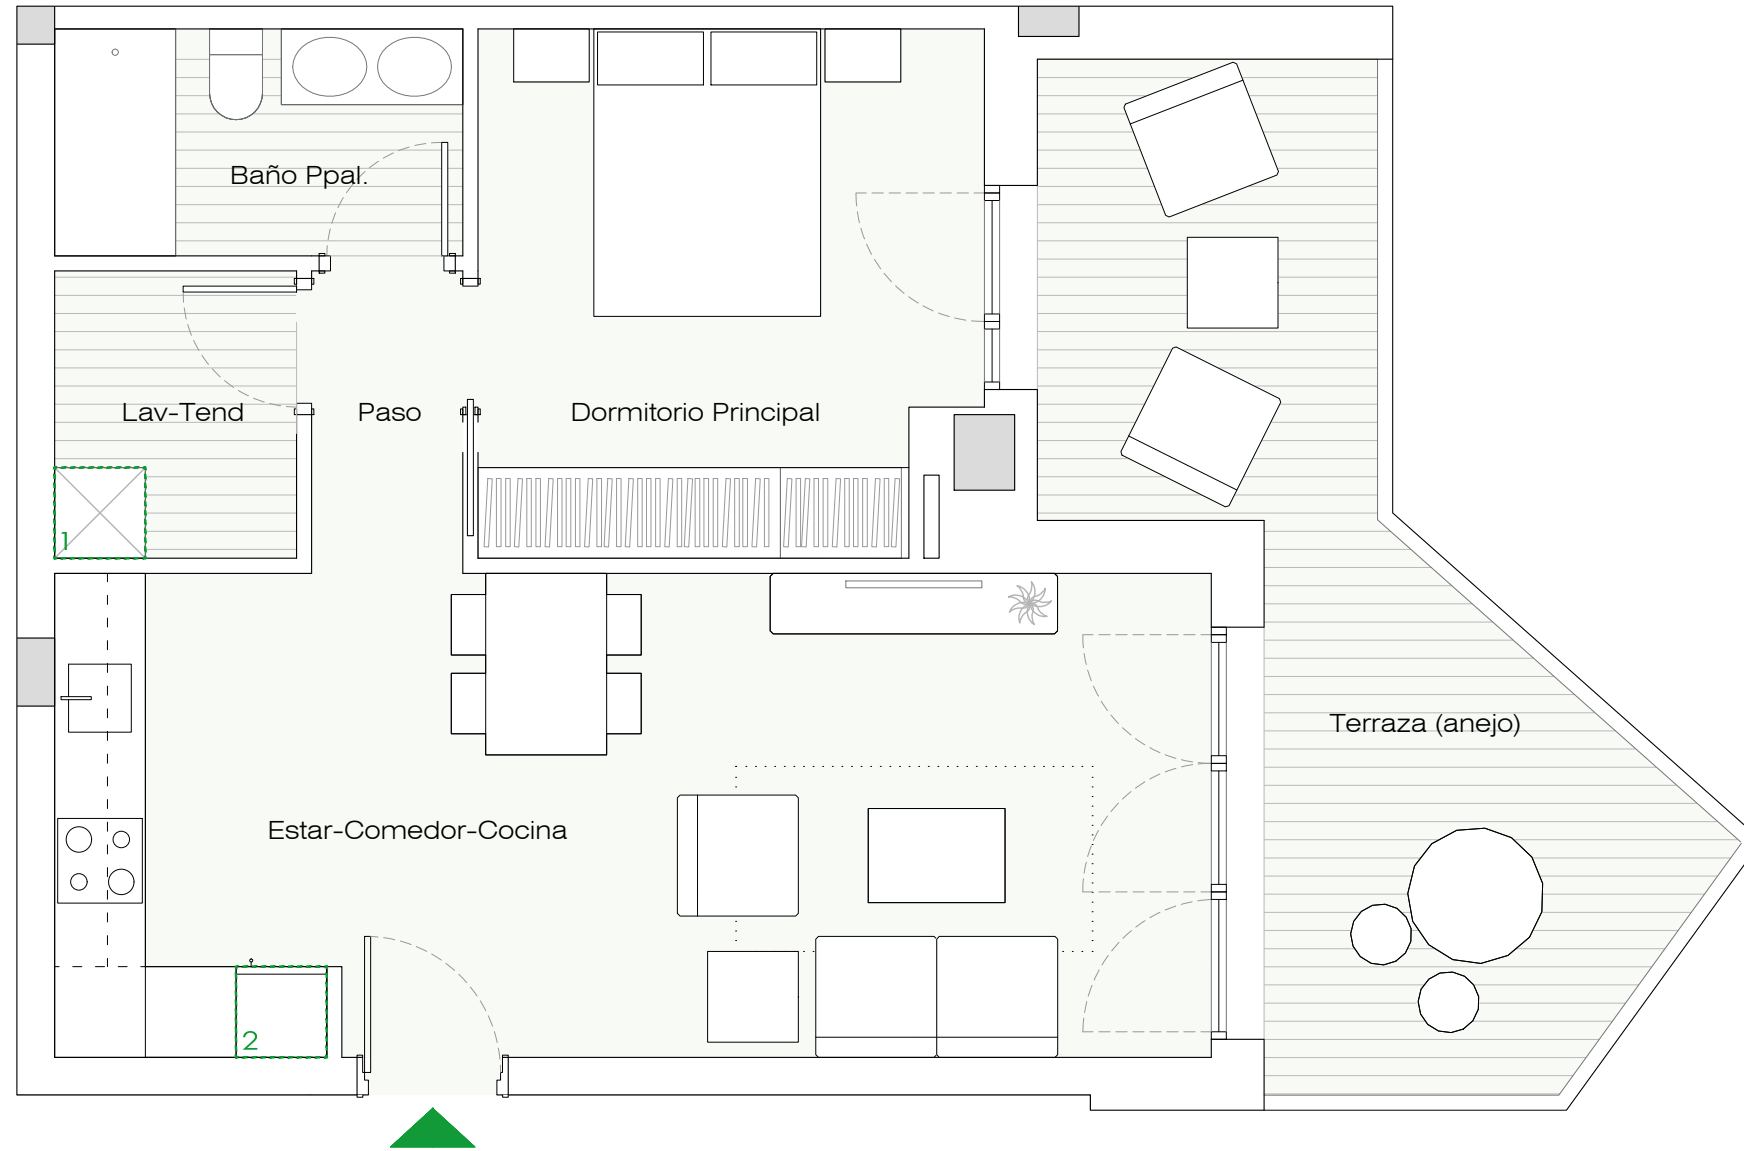 Baño Ppal.
Lav-Tend
Paso
Dormitorio Principal
1
Terraza (anejo)
Estar-Comedor-Cocina
2